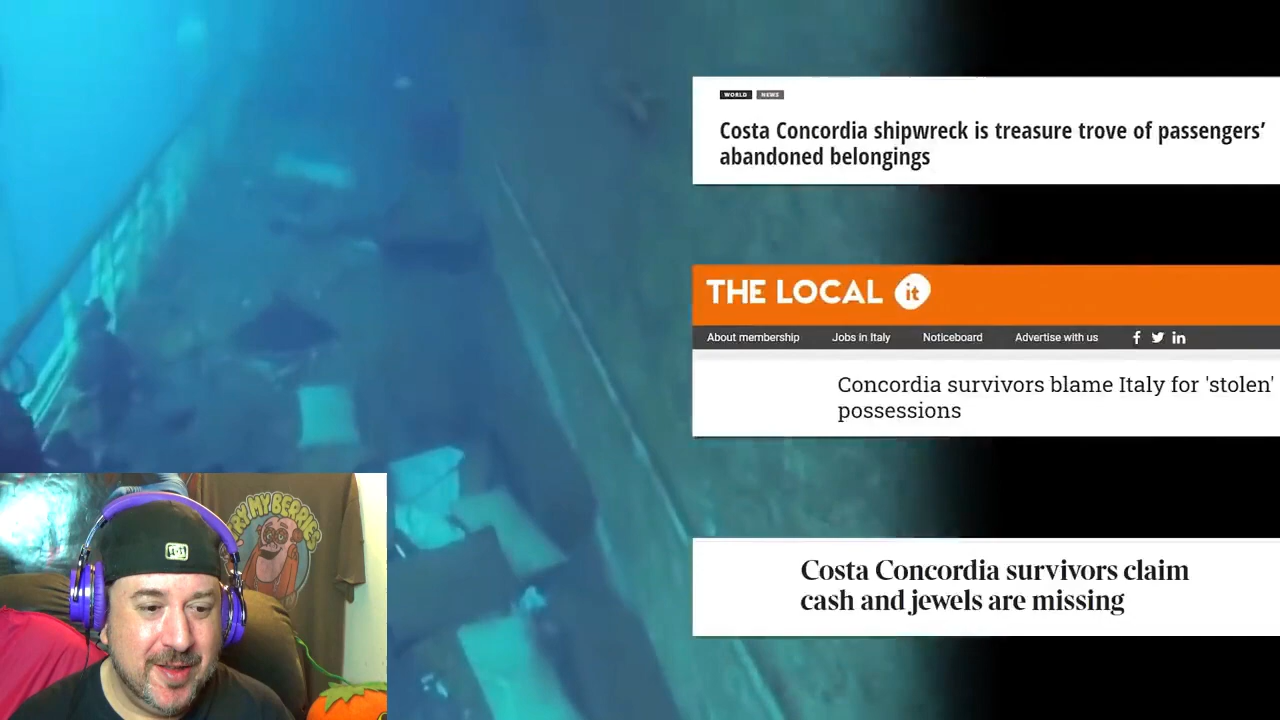 WORLD NEWS
Costa Concordia shipwreck is treasure trove of passengers'
abandoned belongings
THE LOCAL it
About membership Jobs in Italy Noticeboard Advertise with us
Concordia survivors blame Italy for 'stolen'
possessions
Costa Concordia survivors claim
cash and jewels are missing
MY BERRIES